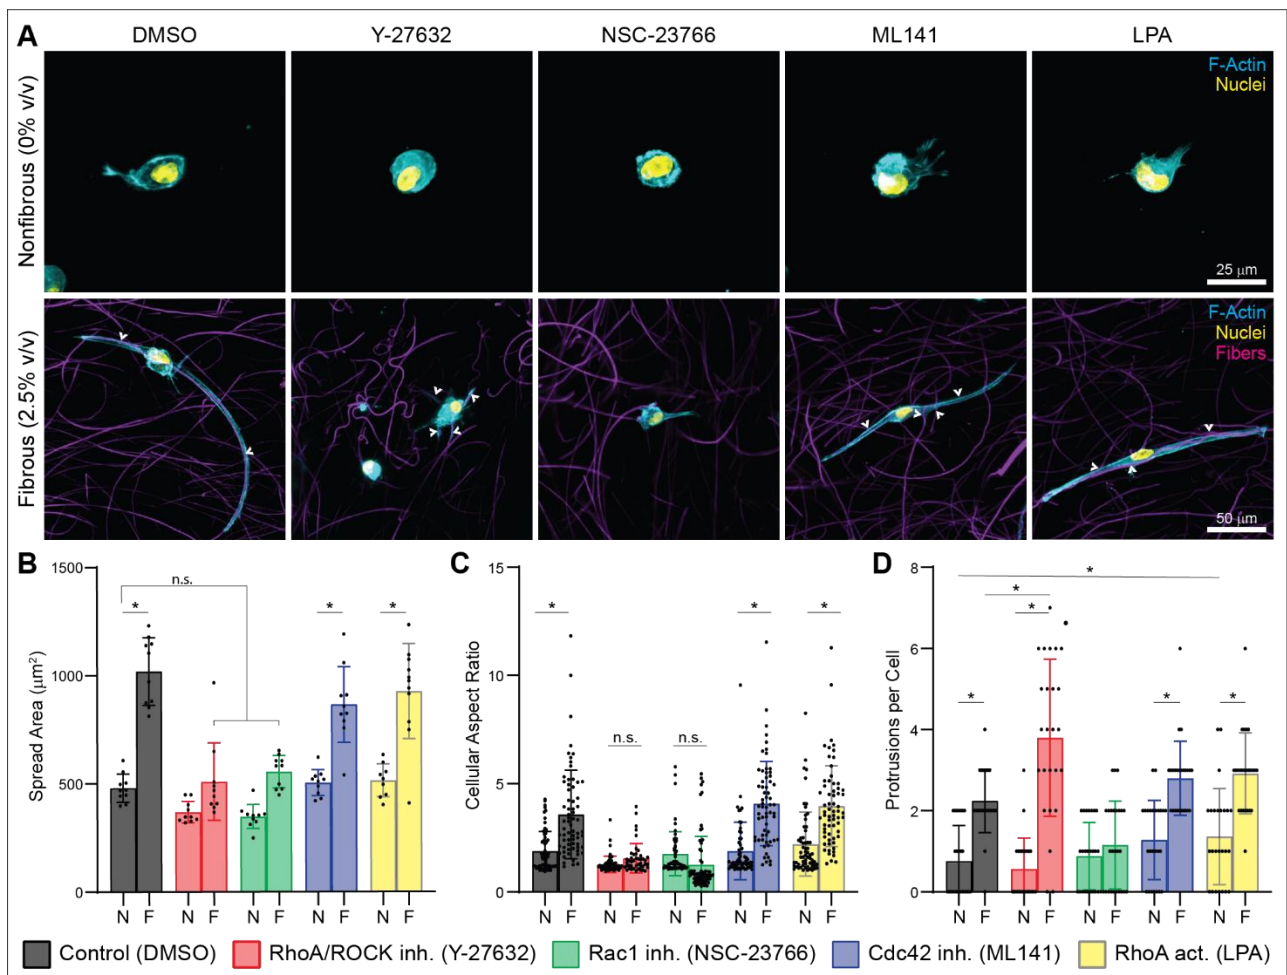 A
DMSO
Y-27632
NSC-23766
ML141
LPA
Nonfibrous (0% v/v)
F-Actin
Nuclei
25 μm
Fibrous (2.5% v/v)
F-Actin
Nuclei
Fibers
50 μm
B
Spread Area (μm²)
1500
1000
500
0
n.s.
*
*
*
N F N F N F N F N F
C
Cellular Aspect Ratio
15
10
5
0
*
n.s.
n.s.
*
*
N F N F N F N F N F
D
Protrusions per Cell
8
6
4
2
0
*
*
*
*
*
*
N F N F N F N F N F
Control (DMSO)
RhoA/ROCK inh. (Y-27632)
Rac1 inh. (NSC-23766)
Cdc42 inh. (ML141)
RhoA act. (LPA)